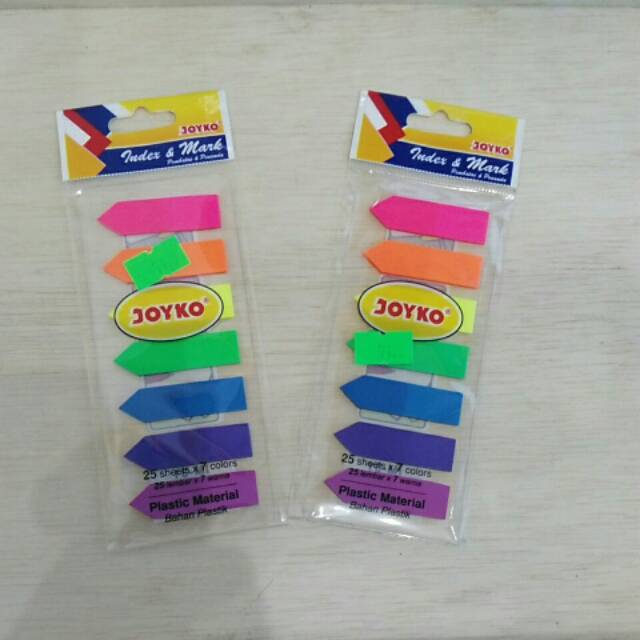 JOYKO
Index & Mark
Pembatas & Penanda
JOYKO
25 sheets x 7 colors
25 lembar x 7 warna
Plastic Material
Bahan Plastik
JOYKO
Index & Mark
Pembatas & Penanda
JOYKO
25 sheets x 7 colors
25 lembar x 7 warna
Plastic Material
Bahan Plastik